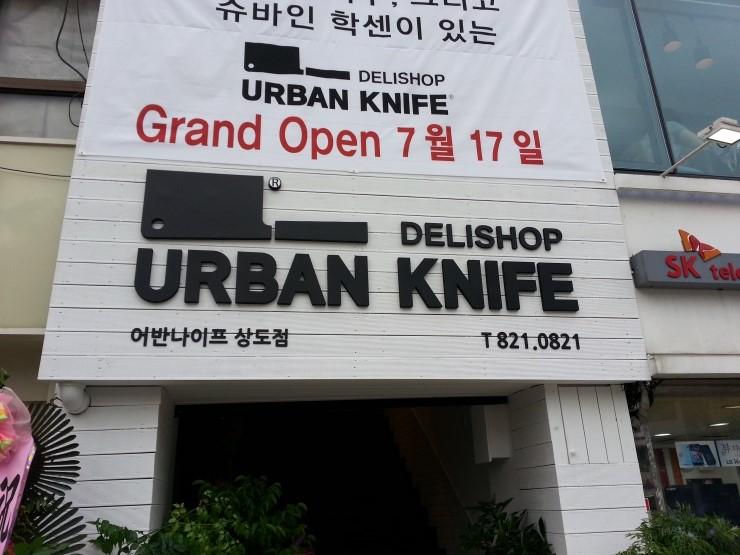 슈바인 학센이 있는
DELISHOP
URBAN KNIFE®
Grand Open 7월 17일
®
DELISHOP
URBAN KNIFE
어반나이프 상도점
T 821.0821
SK tele
祝